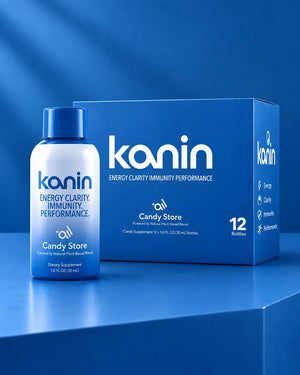 kanin
ENERGY CLARITY.
IMMUNITY.
PERFORMANCE.
Candy Store
Powered by Natural Plant-Based Blend
Dietary Supplement
1.0 FL OZ (30 mL)
kanin
ENERGY CLARITY IMMUNITY PERFORMANCE
Candy Store
Powered by Natural Plant-Based Blend
12
Bottles
kanin
Energy
Clarity
Immunity
Performance